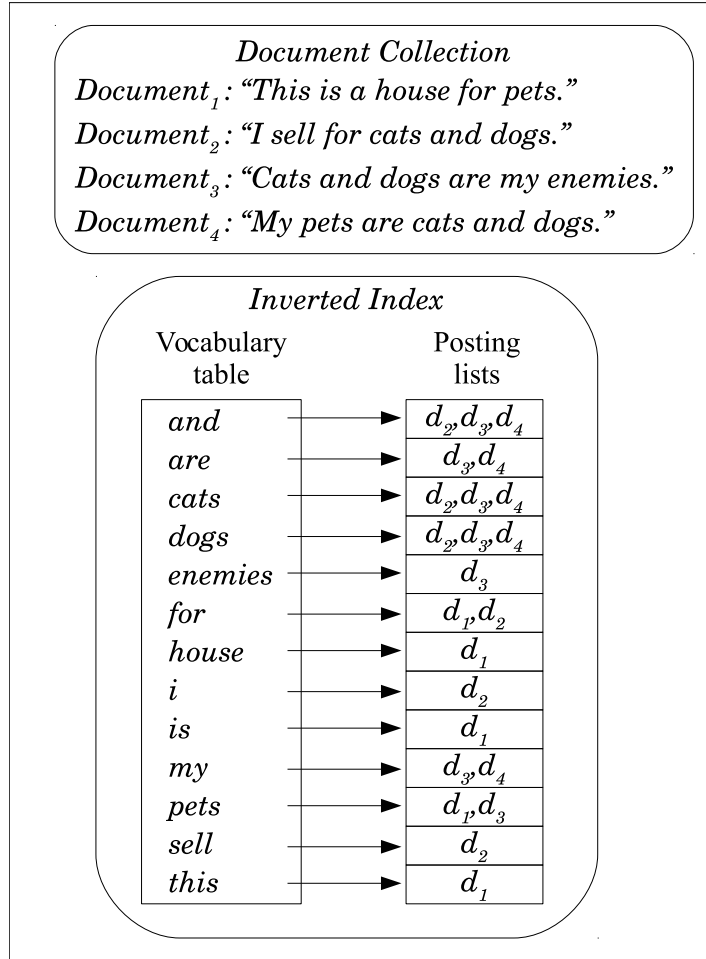 Document Collection
Document₁: “This is a house for pets.”
Document₂: “I sell for cats and dogs.”
Document₃: “Cats and dogs are my enemies.”
Document₄: “My pets are cats and dogs.”
Inverted Index
Vocabulary table
Posting lists
and d₂,d₃,d₄
are d₃,d₄
cats d₂,d₃,d₄
dogs d₂,d₃,d₄
enemies d₃
for d₁,d₂
house d₁
i d₂
is d₁
my d₃,d₄
pets d₁,d₃
sell d₂
this d₁